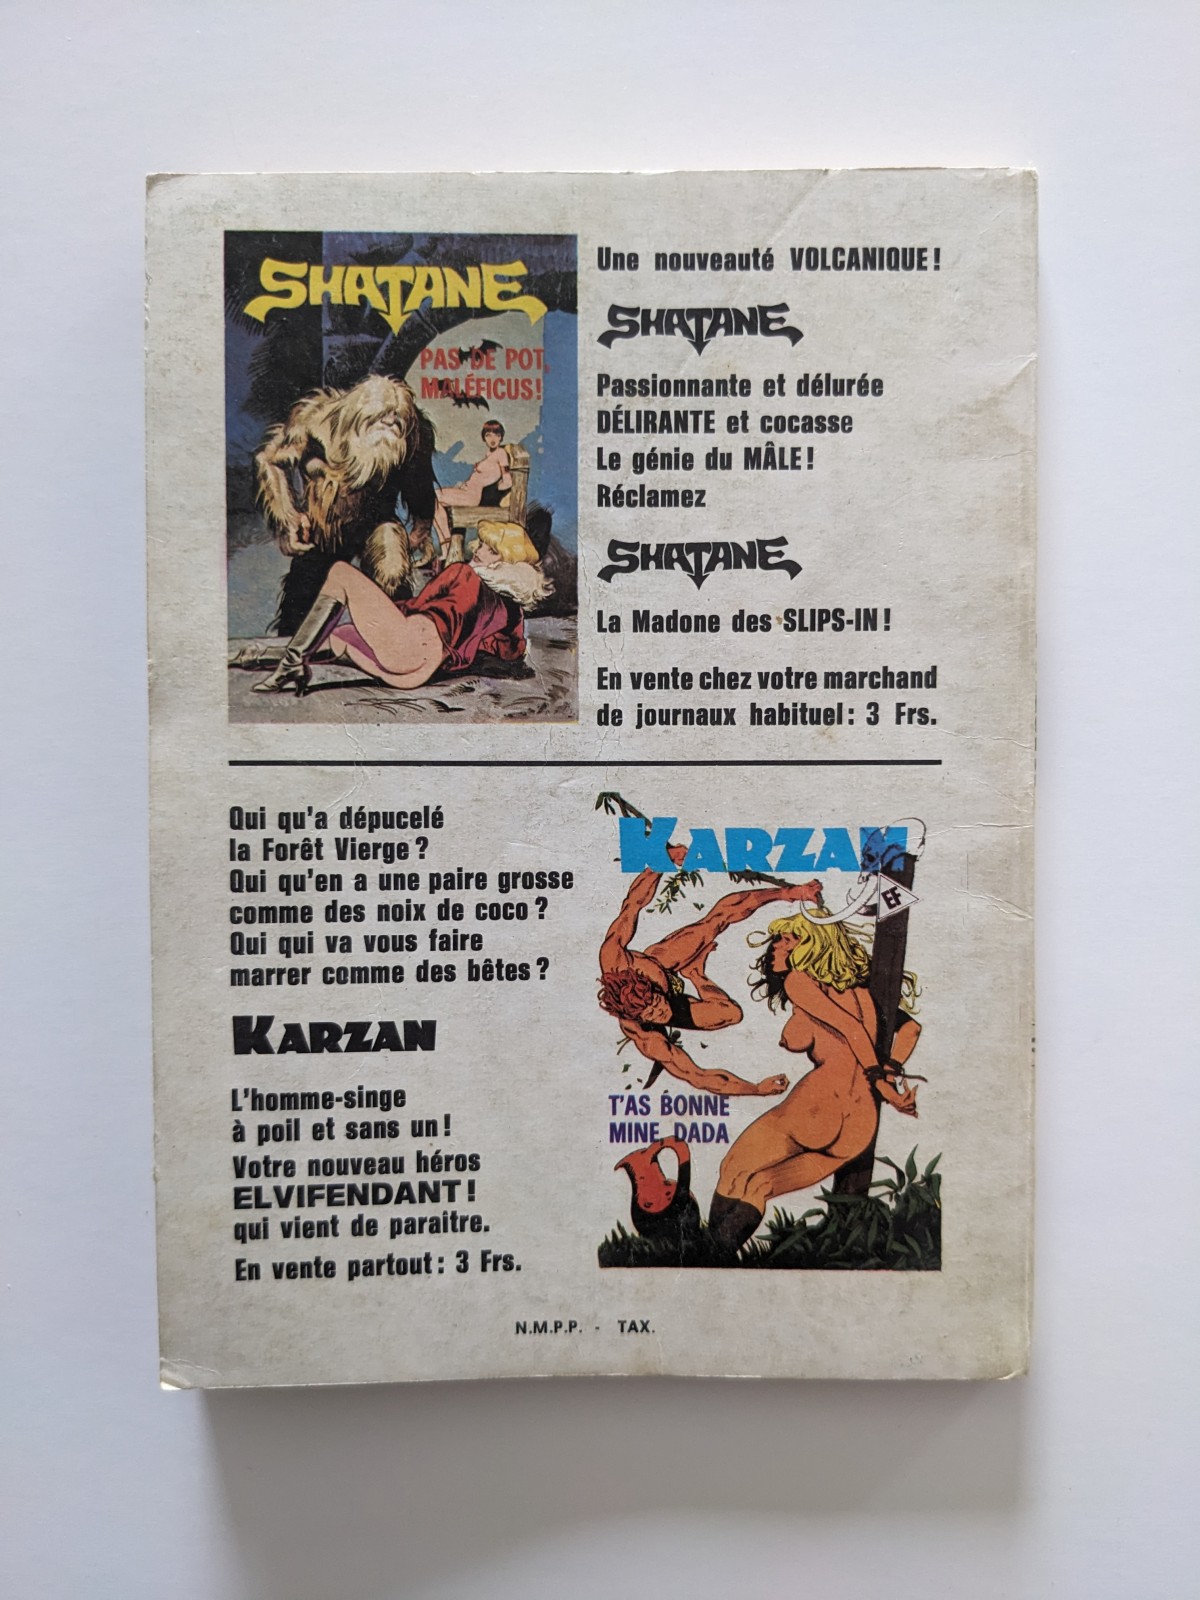 SHATANE
PAS DE POT,
MALÉFICUS!
Une nouveauté VOLCANIQUE!
SHATANE
Passionnante et délurée
DÉLIRANTE et cocasse
Le génie du MÂLE!
Réclamez
SHATANE
La Madone des SLIPS-IN!
En vente chez votre marchand
de journaux habituel: 3 Frs.
Qui qu'a dépucelé
la Forêt Vierge?
Qui qu'en a une paire grosse
comme des noix de coco?
Qui qui va vous faire
marrer comme des bêtes?
KARZAN
L'homme-singe
à poil et sans un!
Votre nouveau héros
ELVIFENDANT!
qui vient de paraitre.
En vente partout: 3 Frs.
KARZAN
EF
T'AS BONNE
MINE DADA
N.M.P.P. - TAX.